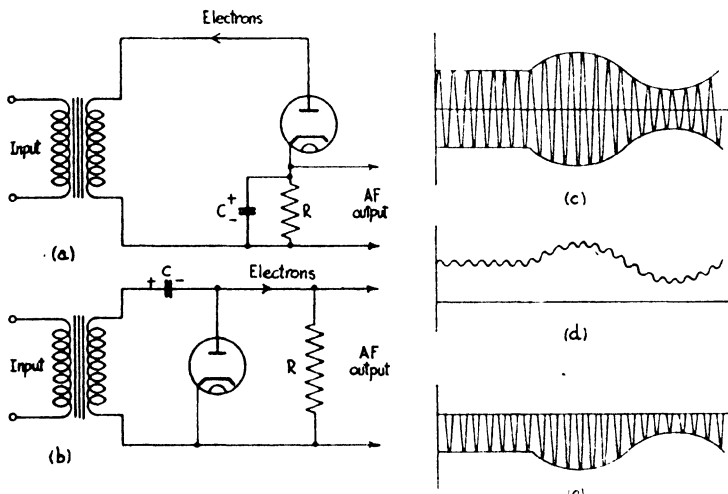 Electrons
Input
C
+
-
R
AF
output
(a)
+
C
-
Electrons
Input
R
AF
output
(b)
(c)
(d)